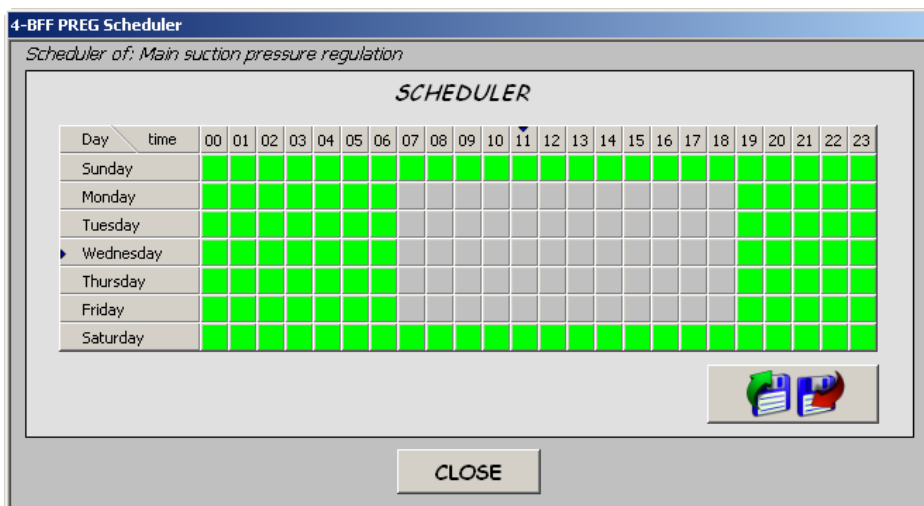 4-BFF PREG Scheduler
Scheduler of: Main suction pressure regulation
SCHEDULER
Day time 00 01 02 03 04 05 06 07 08 09 10 11 12 13 14 15 16 17 18 19 20 21 22 23
Sunday
Monday
Tuesday
Wednesday
Thursday
Friday
Saturday
CLOSE